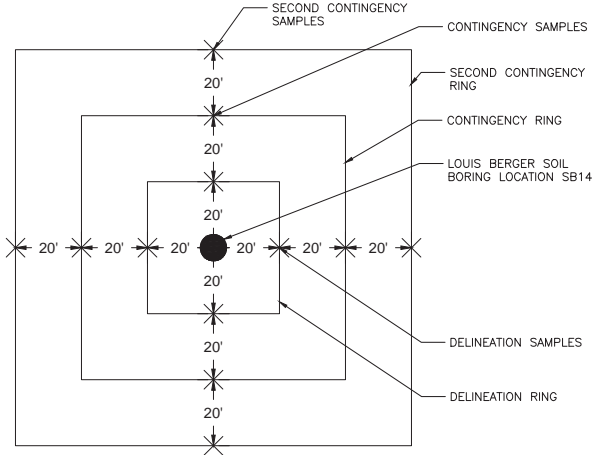 SECOND CONTINGENCY
SAMPLES
CONTINGENCY SAMPLES
SECOND CONTINGENCY
RING
CONTINGENCY RING
LOUIS BERGER SOIL
BORING LOCATION SB14
20'
20'
20'
20' 20' 20' 20' 20' 20'
20'
20'
20'
DELINEATION SAMPLES
DELINEATION RING